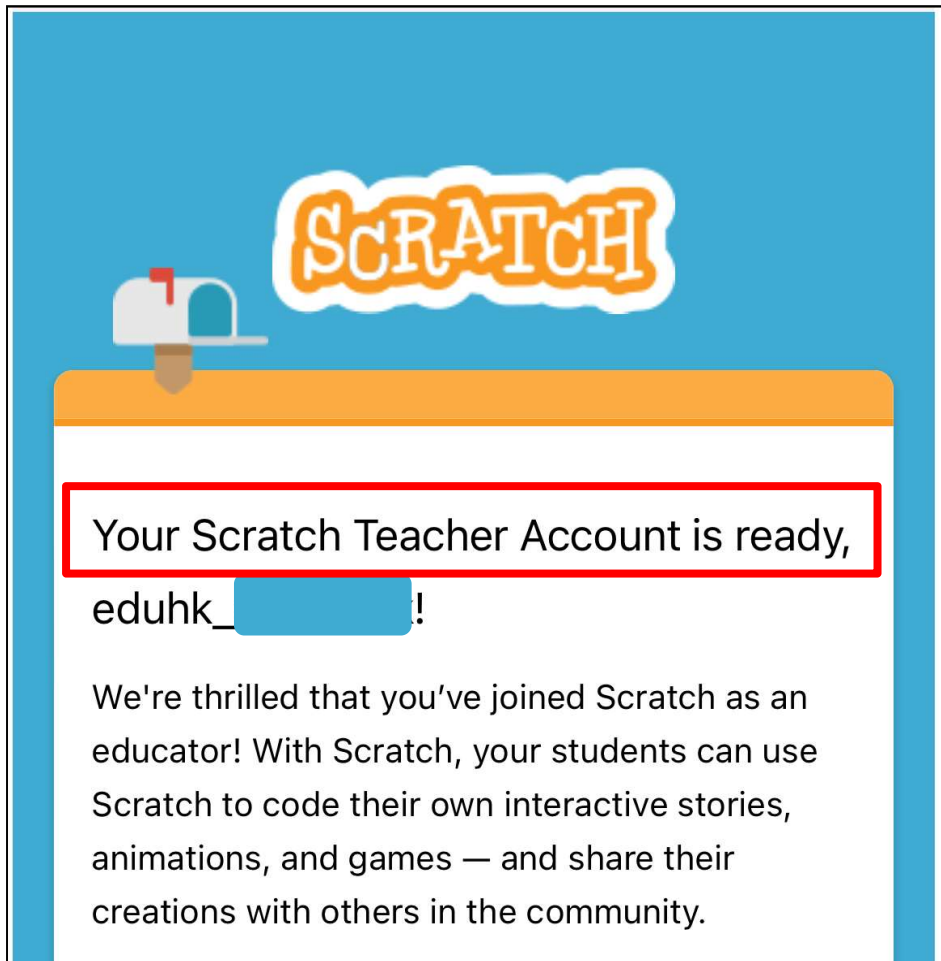 SCRATCH
Your Scratch Teacher Account is ready,
eduhk_ !
We're thrilled that you’ve joined Scratch as an
educator! With Scratch, your students can use
Scratch to code their own interactive stories,
animations, and games — and share their
creations with others in the community.